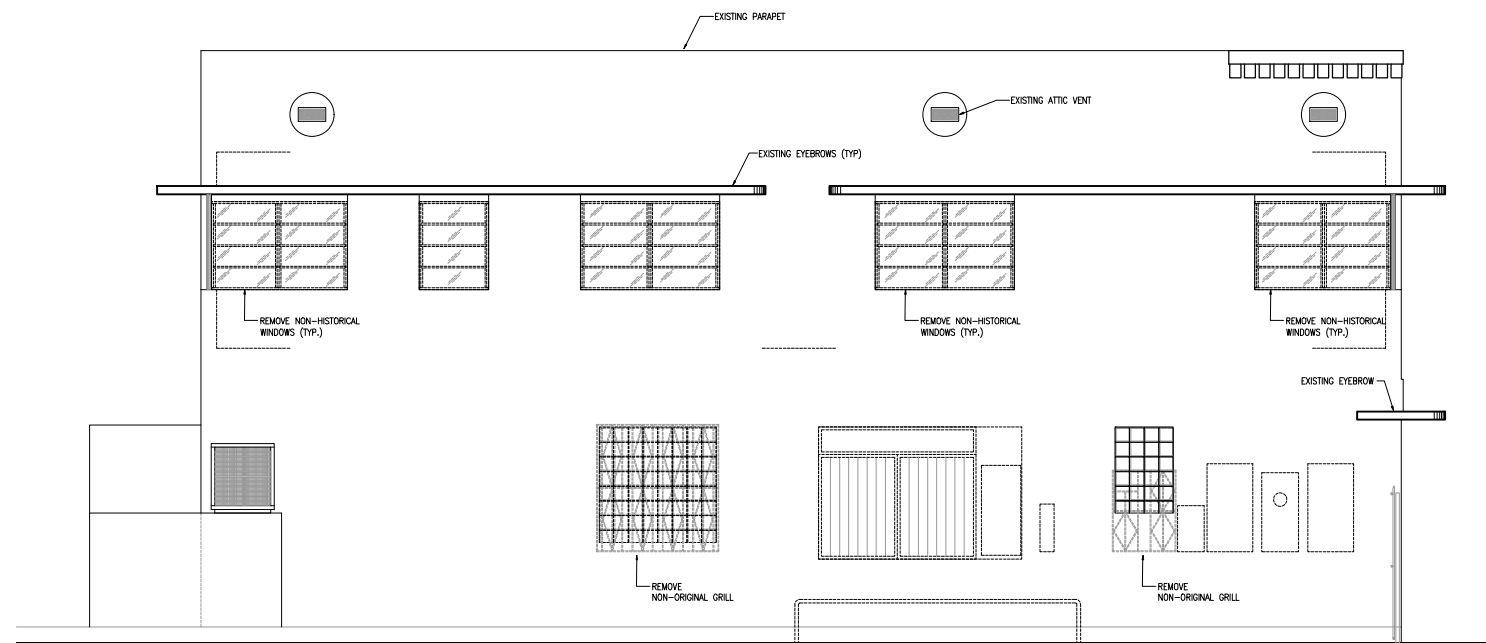 EXISTING PARAPET
EXISTING ATTIC VENT
EXISTING EYEBROWS (TYP)
REMOVE NON-HISTORICAL
WINDOWS (TYP.)
REMOVE NON-HISTORICAL
WINDOWS (TYP.)
REMOVE NON-HISTORICAL
WINDOWS (TYP.)
EXISTING EYEBROW
REMOVE
NON-ORIGINAL GRILL
REMOVE
NON-ORIGINAL GRILL